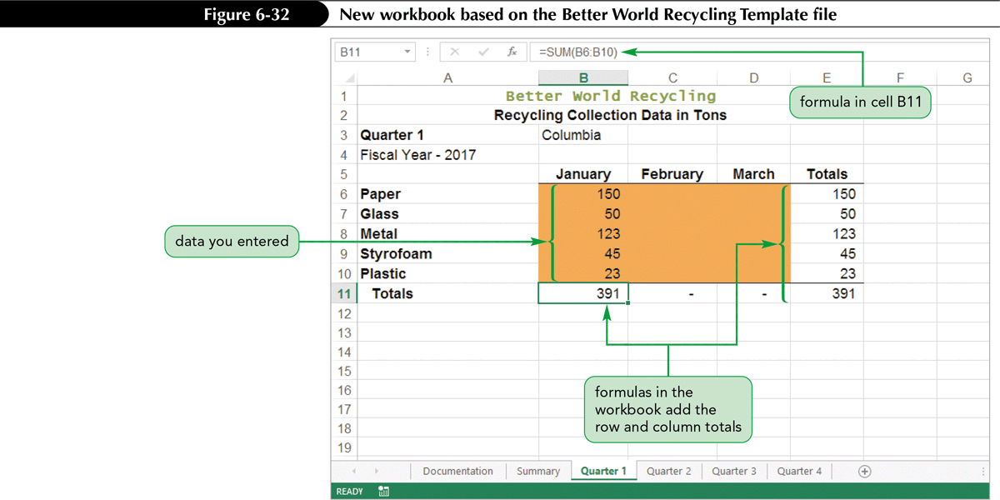 Figure 6-32 New workbook based on the Better World Recycling Template file
B11 fx =SUM(B6:B10)
A B C D E F G
1 Better World Recycling
formula in cell B11
2 Recycling Collection Data in Tons
3 Quarter 1 Columbia
4 Fiscal Year - 2017
5 January February March Totals
6 Paper 150 150
7 Glass 50 50
8 Metal 123 123
data you entered
9 Styrofoam 45 45
10 Plastic 23 23
11 Totals 391 - - 391
12
13
14
15
16
formulas in the
workbook add the
row and column totals
17
18
19
Documentation Summary Quarter 1 Quarter 2 Quarter 3 Quarter 4
READY